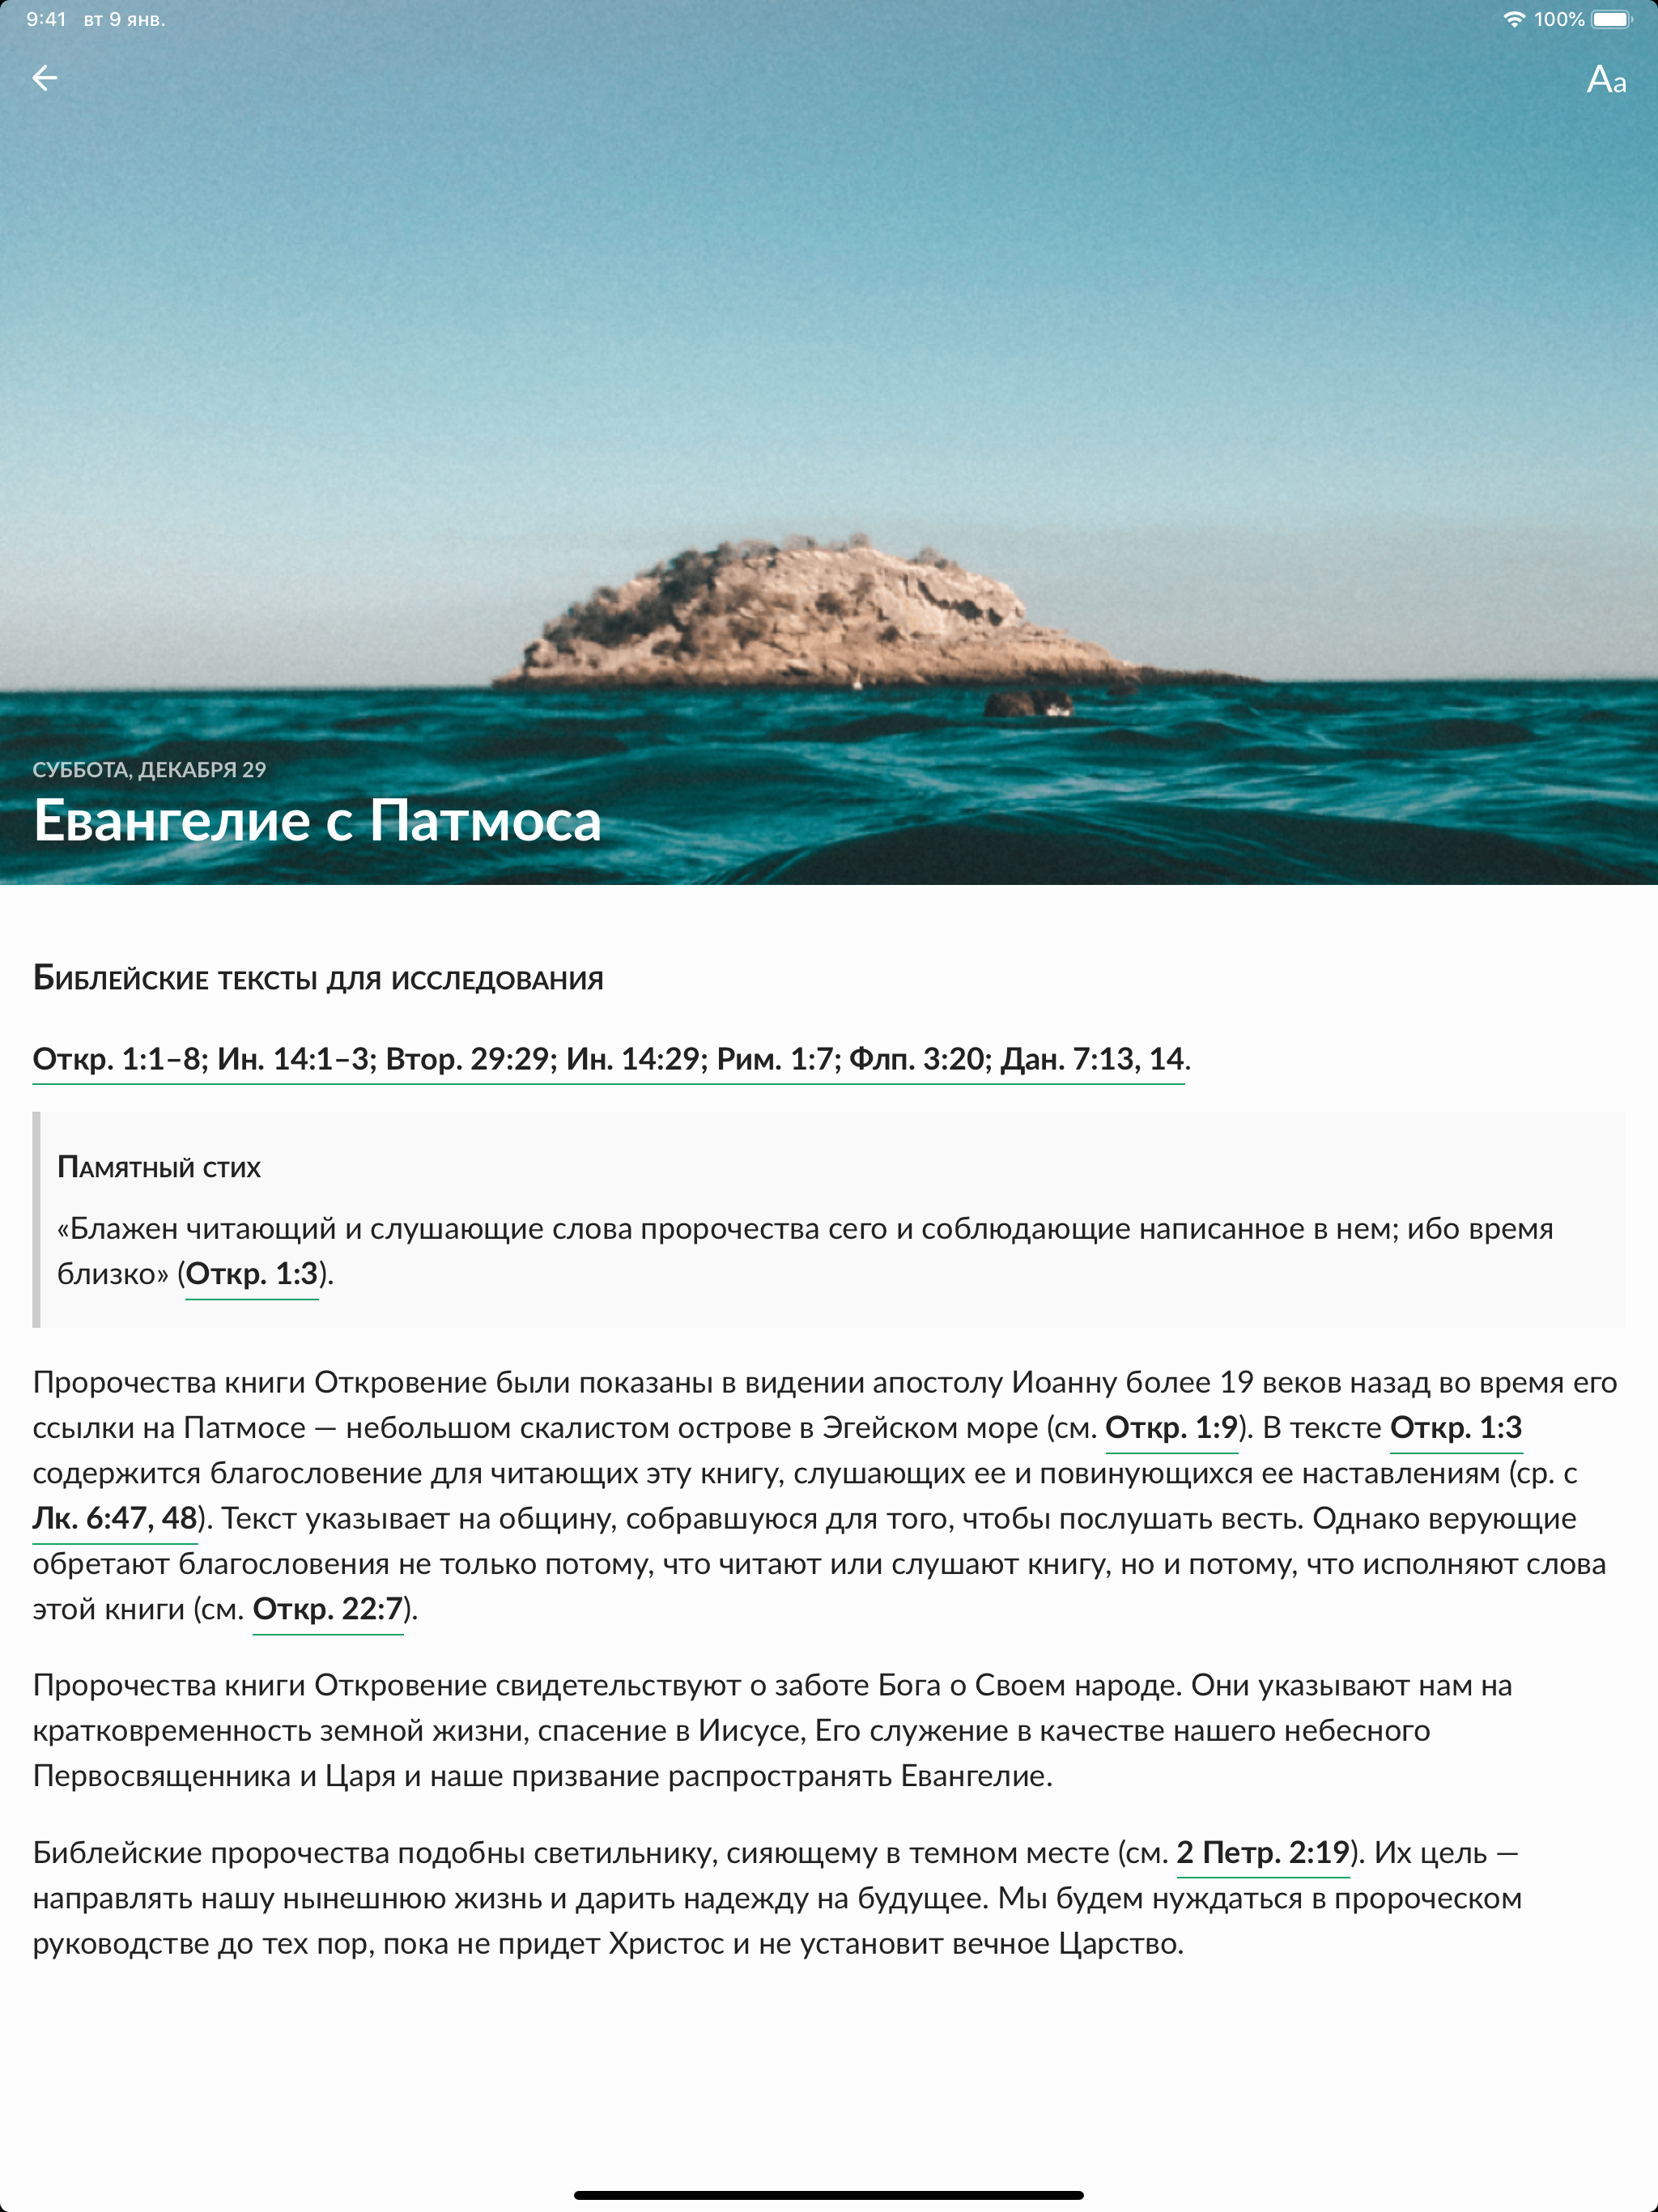 9:41 вт 9 янв.
100%
Aa
СУББОТА, ДЕКАБРЯ 29
Евангелие с Патмоса
Библейские тексты для исследования
Откр. 1:1–8; Ин. 14:1–3; Втор. 29:29; Ин. 14:29; Рим. 1:7; Флп. 3:20; Дан. 7:13, 14.
Памятный стих
«Блажен читающий и слушающие слова пророчества сего и соблюдающие написанное в нем; ибо время
близко» (Откр. 1:3).
Пророчества книги Откровение были показаны в видении апостолу Иоанну более 19 веков назад во время его
ссылки на Патмосе — небольшом скалистом острове в Эгейском море (см. Откр. 1:9). В тексте Откр. 1:3
содержится благословение для читающих эту книгу, слушающих ее и повинующихся ее наставлениям (ср. с
Лк. 6:47, 48). Текст указывает на общину, собравшуюся для того, чтобы послушать весть. Однако верующие
обретают благословения не только потому, что читают или слушают книгу, но и потому, что исполняют слова
этой книги (см. Откр. 22:7).
Пророчества книги Откровение свидетельствуют о заботе Бога о Своем народе. Они указывают нам на
кратковременность земной жизни, спасение в Иисусе, Его служение в качестве нашего небесного
Первосвященника и Царя и наше призвание распространять Евангелие.
Библейские пророчества подобны светильнику, сияющему в темном месте (см. 2 Петр. 2:19). Их цель —
направлять нашу нынешнюю жизнь и дарить надежду на будущее. Мы будем нуждаться в пророческом
руководстве до тех пор, пока не придет Христос и не установит вечное Царство.